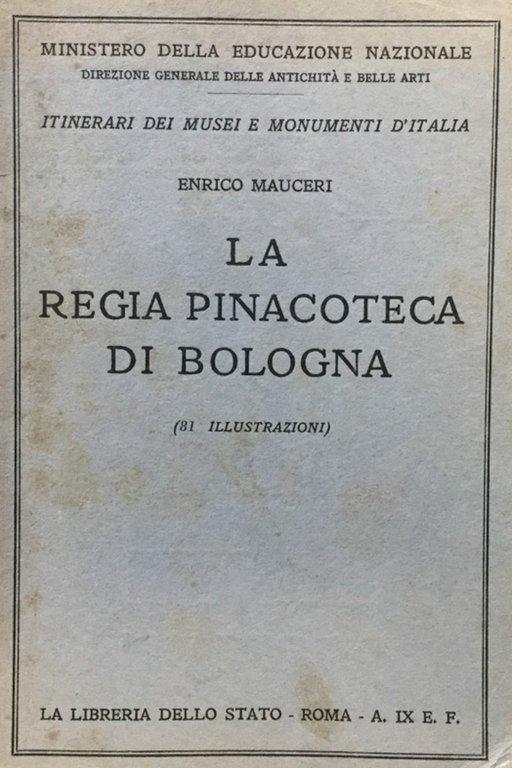 MINISTERO DELLA EDUCAZIONE NAZIONALE
DIREZIONE GENERALE DELLE ANTICHITÀ E BELLE ARTI
ITINERARI DEI MUSEI E MONUMENTI D'ITALIA
ENRICO MAUCERI
LA
REGIA PINACOTECA
DI BOLOGNA
(81 ILLUSTRAZIONI)
LA LIBRERIA DELLO STATO - ROMA - A. IX E. F.